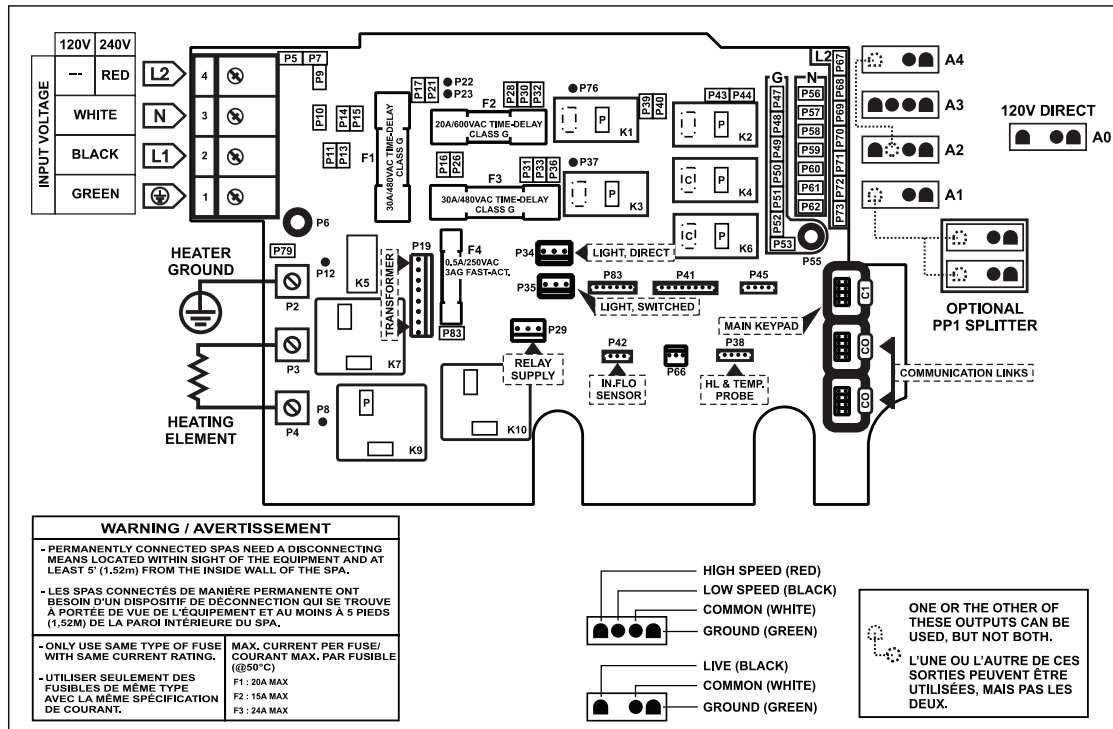 120V 240V
INPUT VOLTAGE
--- RED L2 4
WHITE N 3
BLACK L1 2
GREEN 1
P5 P7
P9
P10
P14
P15
P11
P13
F1
30A/480VAC TIME-DELAY
CLASS G
P17
P21
P22
P23
P28
P30
P32
F2
20A/600VAC TIME-DELAY
CLASS G
P16
P26
P31
P33
P36
F3
30A/480VAC TIME-DELAY
CLASS G
P76
P K1
P39
P40
P37
P K3
P43 P44
P K2
C P K4
C P K6
G
P47
P48
P49
P50
P51
P52
P53
N
P56
P57
P58
P59
P60
P61
P62
L2
P67
P68
P69
P70
P71
P72
P73
P55
A4
A3
A2
A1
120V DIRECT
A0
OPTIONAL
PP1 SPLITTER
P6
P79
P12
HEATER
GROUND
P2
P3
P4
P8
HEATING
ELEMENT
K5
K7
P
K9
K10
TRANSFORMER
P19
F4
0.5A/250VAC
3AG FAST-ACT.
P83
P34
LIGHT, DIRECT
P35
LIGHT, SWITCHED
P29
RELAY
SUPPLY
P83
P41
P45
P42
IN.FLO
SENSOR
P66
P38
HL & TEMP.
PROBE
MAIN KEYPAD
C1
CO
CO
COMMUNICATION LINKS
WARNING / AVERTISSEMENT
- PERMANENTLY CONNECTED SPAS NEED A DISCONNECTING
MEANS LOCATED WITHIN SIGHT OF THE EQUIPMENT AND AT
LEAST 5' (1.52m) FROM THE INSIDE WALL OF THE SPA.
- LES SPAS CONNECTÉS DE MANIÈRE PERMANENTE ONT
BESOIN D'UN DISPOSITIF DE DÉCONNECTION QUI SE TROUVE
À PORTÉE DE VUE DE L'ÉQUIPEMENT ET AU MOINS À 5 PIEDS
(1,52M) DE LA PAROI INTÉRIEURE DU SPA.
- ONLY USE SAME TYPE OF FUSE
WITH SAME CURRENT RATING.
- UTILISER SEULEMENT DES
FUSIBLES DE MÊME TYPE
AVEC LA MÊME SPÉCIFICATION
DE COURANT.
MAX. CURRENT PER FUSE/
COURANT MAX. PAR FUSIBLE
(@50°C)
F1 : 20A MAX
F2 : 15A MAX
F3 : 24A MAX
HIGH SPEED (RED)
LOW SPEED (BLACK)
COMMON (WHITE)
GROUND (GREEN)
LIVE (BLACK)
COMMON (WHITE)
GROUND (GREEN)
ONE OR THE OTHER OF
THESE OUTPUTS CAN BE
USED, BUT NOT BOTH.
L'UNE OU L'AUTRE DE CES
SORTIES PEUVENT ÊTRE
UTILISÉES, MAIS PAS LES
DEUX.